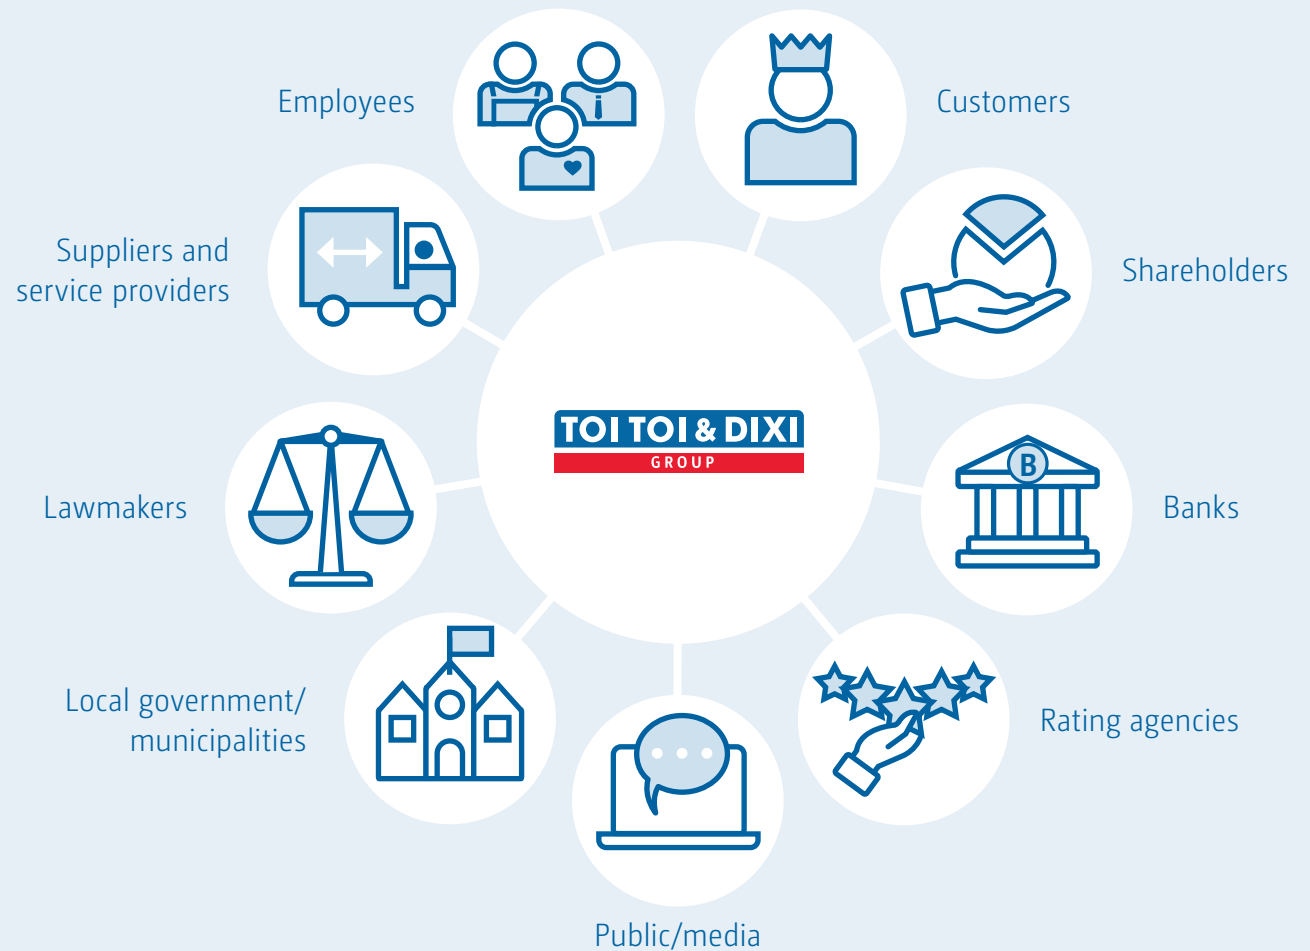 Employees
Customers
Suppliers and
service providers
Shareholders
TOI TOI & DIXI
GROUP
Lawmakers
B
Banks
Local government/
municipalities
Rating agencies
Public/media